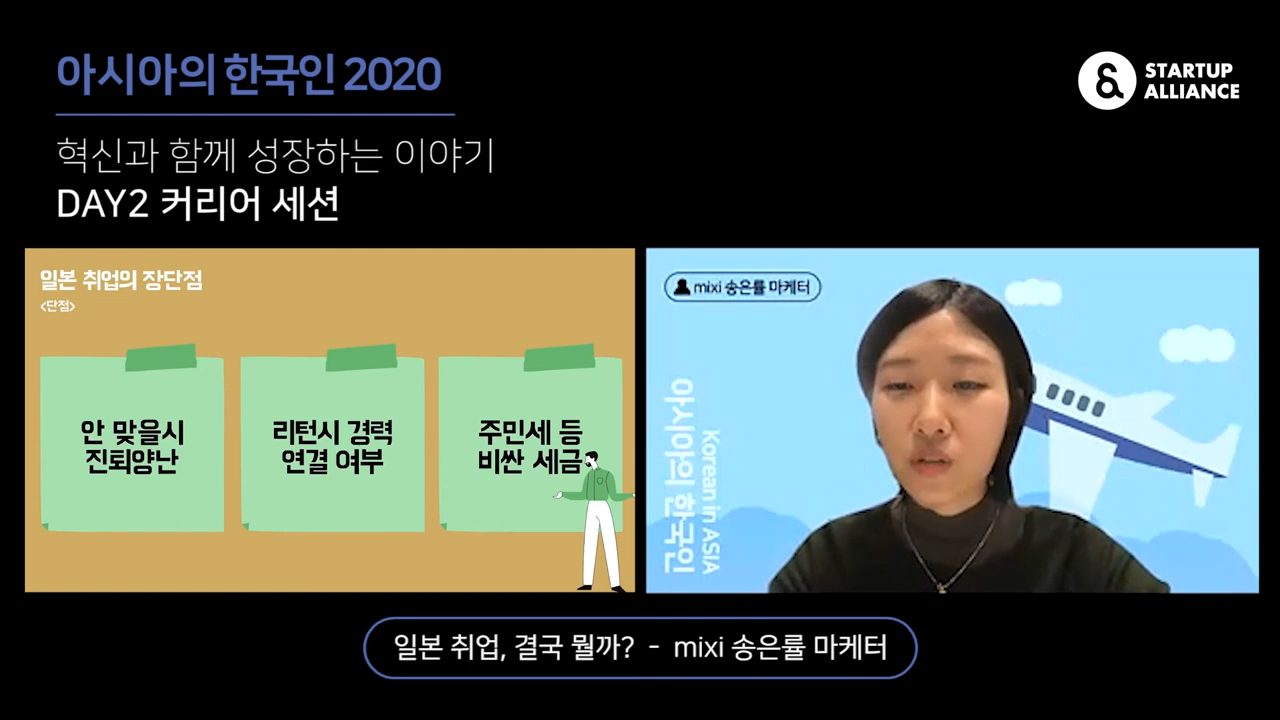 아시아의 한국인 2020
STARTUP
ALLIANCE
혁신과 함께 성장하는 이야기
DAY2 커리어 세션
일본 취업의 장단점
<단점>
안 맞을시
진퇴양난
리턴시 경력
연결 여부
주민세 등
비싼 세금
mixi 송은률 마케터
아시아의 한국인
Korean in ASIA
일본 취업, 결국 뭘까? - mixi 송은률 마케터